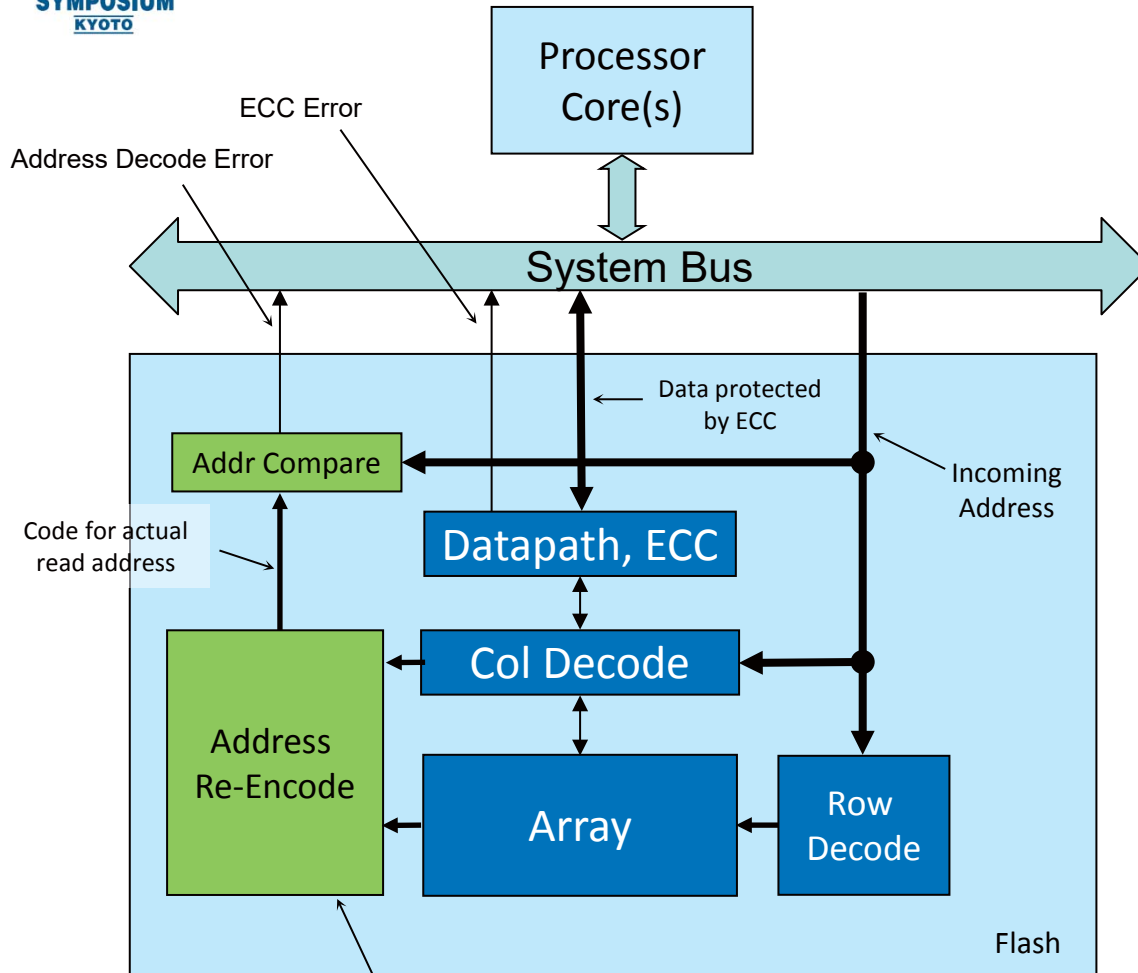 SYMPOSIUM
KYOTO
Processor
Core(s)
ECC Error
Address Decode Error
System Bus
Data protected
by ECC
Addr Compare
Incoming
Address
Code for actual
read address
Datapath, ECC
Col Decode
Address
Re-Encode
Array
Row
Decode
Flash